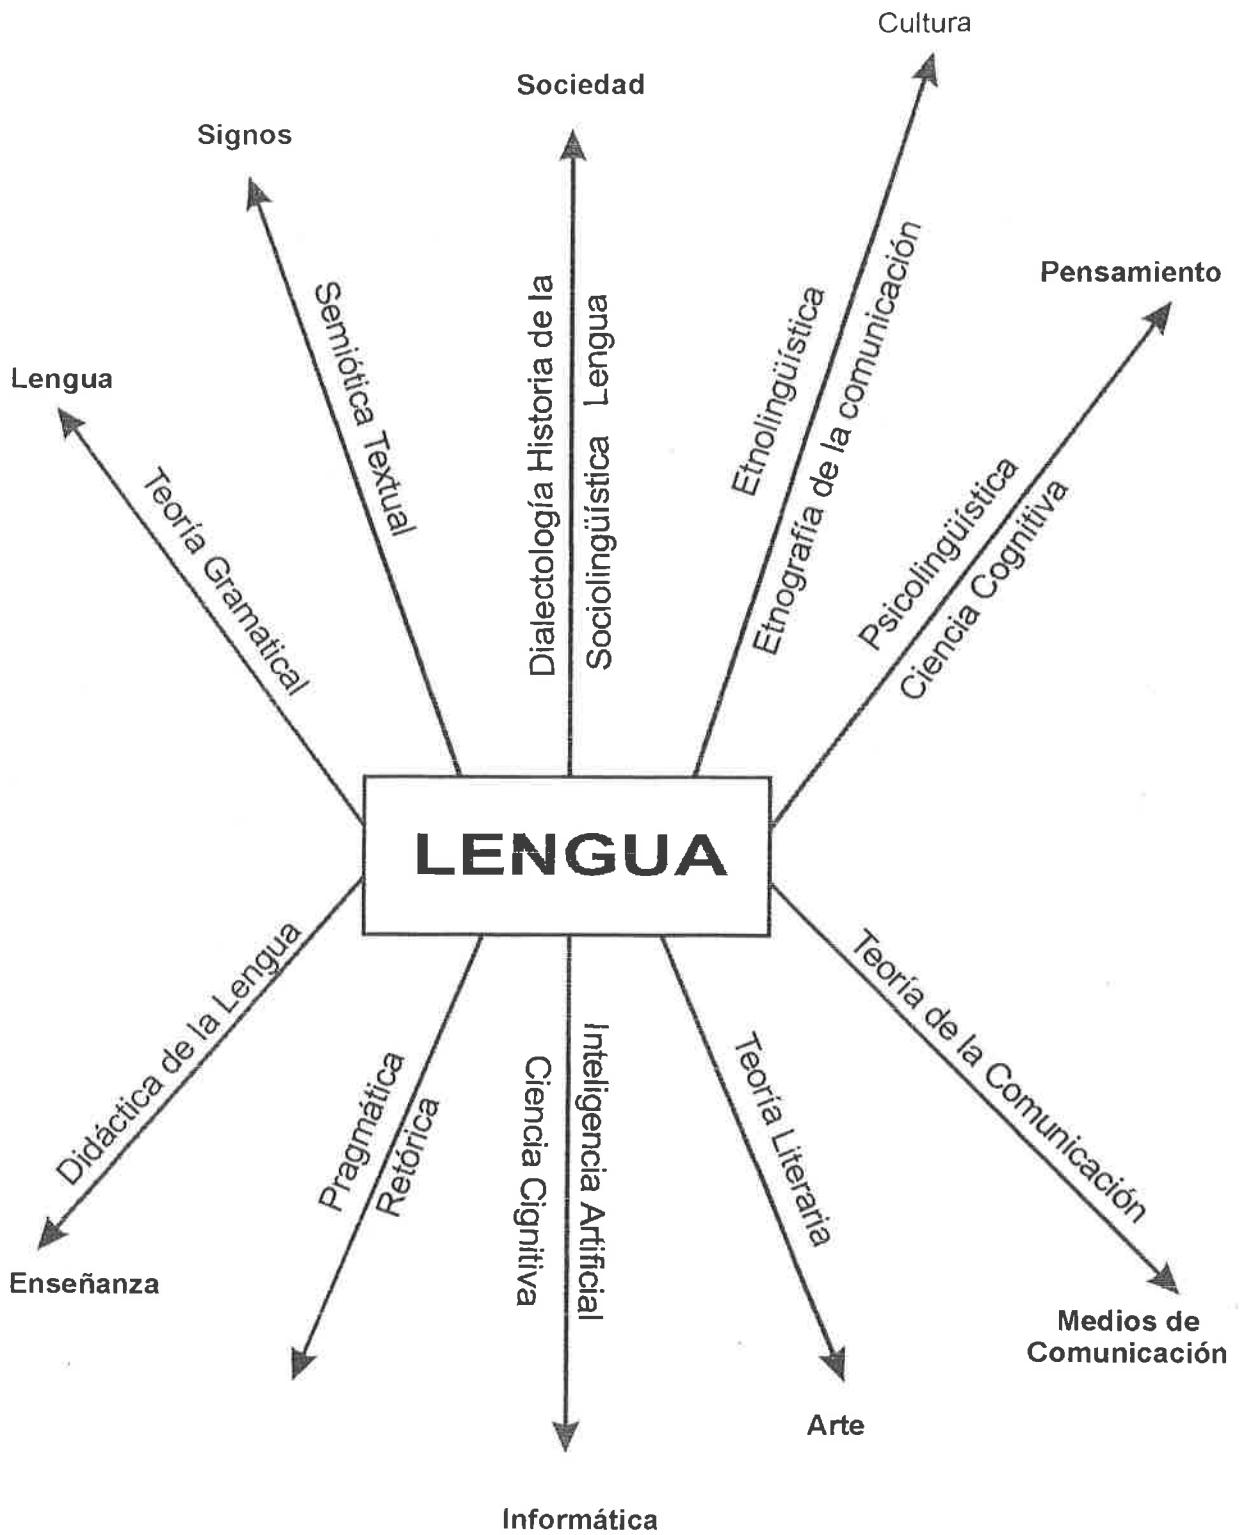 Cultura
Sociedad
Signos
Pensamiento
Lengua
Teoría Gramatical
Semiótica Textual
Dialectología Historia de la
Sociolingüística Lengua
Etnolingüística
Etnografía de la comunicación
Psicolingüística
Ciencia Cognitiva
LENGUA
Didáctica de la Lengua
Pragmática
Retórica
Ciencia Cignitiva
Inteligencia Artificial
Teoría Literaria
Teoría de la Comunicación
Enseñanza
Medios de
Comunicación
Arte
Informática